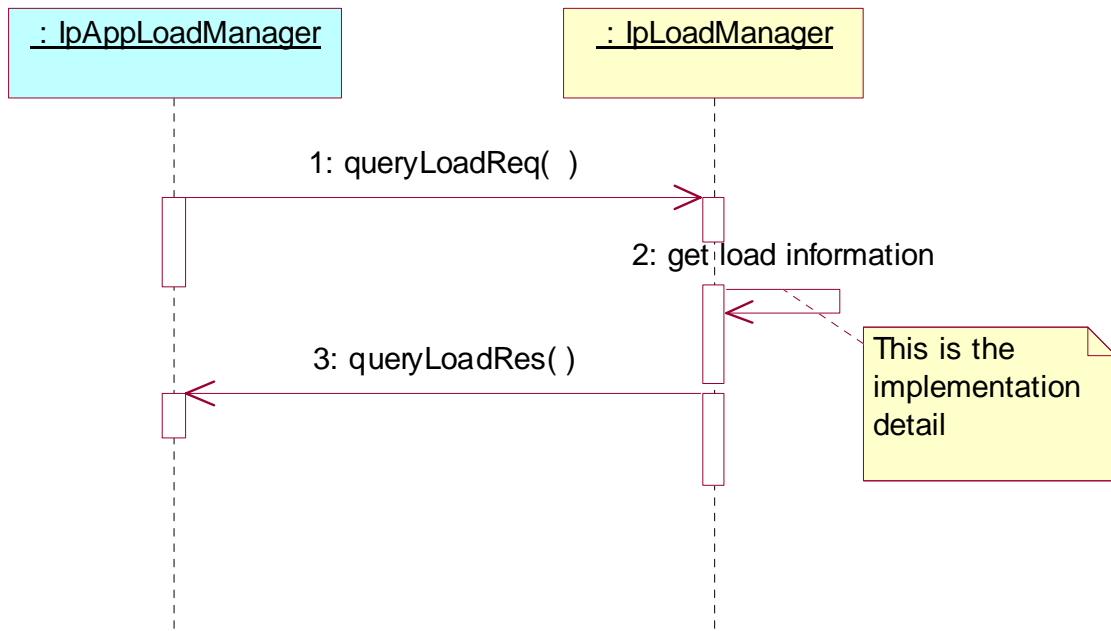 : IpAppLoadManager
: IpLoadManager
1: queryLoadReq( )
2: get load information
3: queryLoadRes( )
This is the
implementation
detail